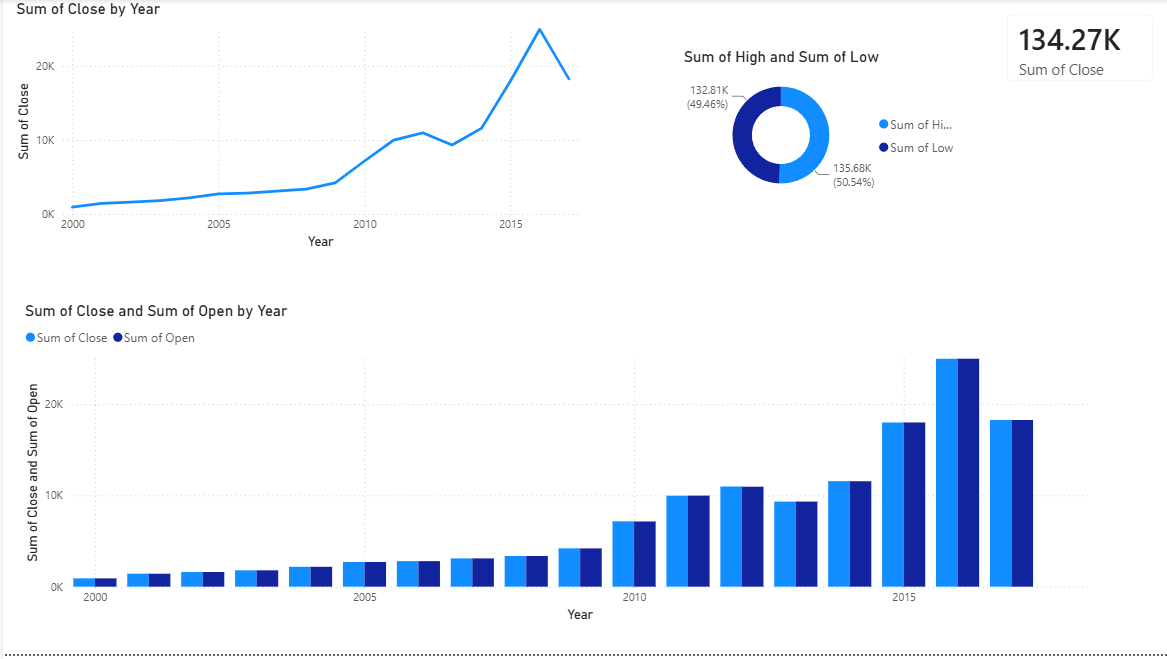 Sum of Close by Year
Sum of Close
20K
10K
0K
2000
2005
2010
2015
Year
Sum of High and Sum of Low
132.81K
(49.46%)
135.68K
(50.54%)
Sum of Hi...
Sum of Low
134.27K
Sum of Close
Sum of Close and Sum of Open by Year
Sum of Close Sum of Open
Sum of Close and Sum of Open
20K
10K
0K
2000
2005
2010
2015
Year